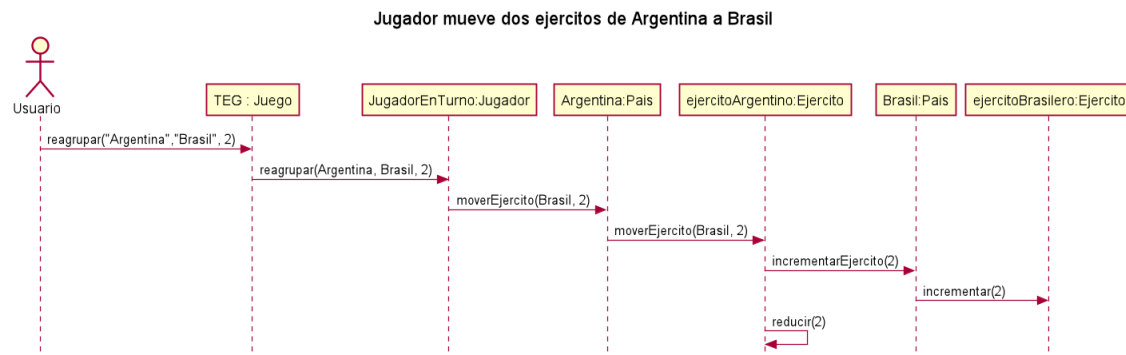 Jugador mueve dos ejercitos de Argentina a Brasil
Usuario
TEG : Juego
JugadorEnTurno:Jugador
Argentina:Pais
ejercitoArgentino:Ejercito
Brasil:Pais
ejercitoBrasilero:Ejercito
reagrupar("Argentina","Brasil", 2)
reagrupar(Argentina, Brasil, 2)
moverEjercito(Brasil, 2)
moverEjercito(Brasil, 2)
incrementarEjercito(2)
incrementar(2)
reducir(2)